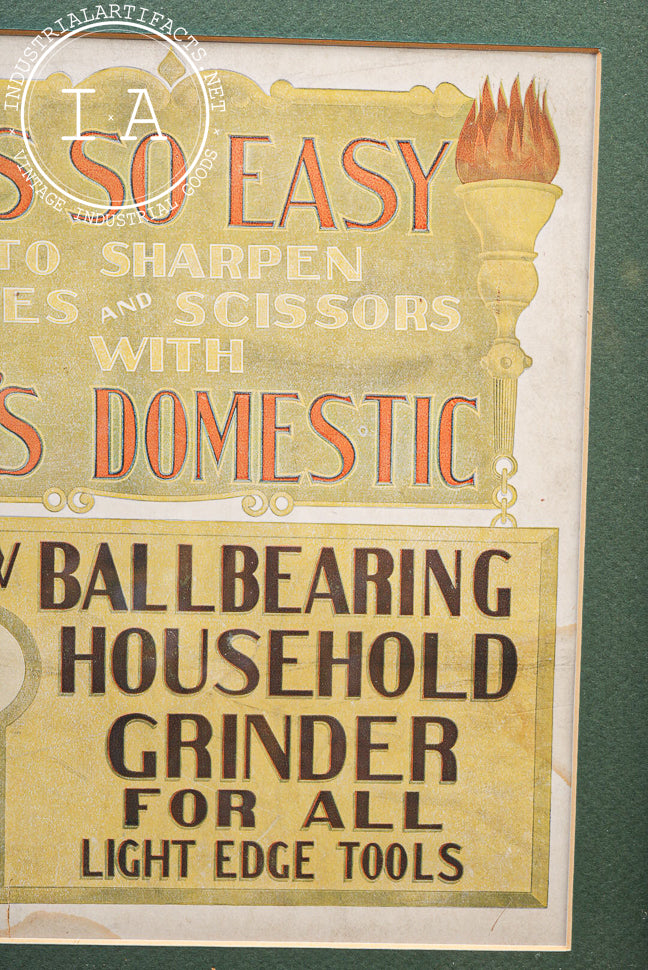 INDUSTRIALARTIFACTS.NET
I A
VINTAGE INDUSTRIAL GOODS
'S SO EASY
TO SHARPEN
ES AND SCISSORS
WITH
'S DOMESTIC
W BALLBEARING
HOUSEHOLD
GRINDER
FOR ALL
LIGHT EDGE TOOLS